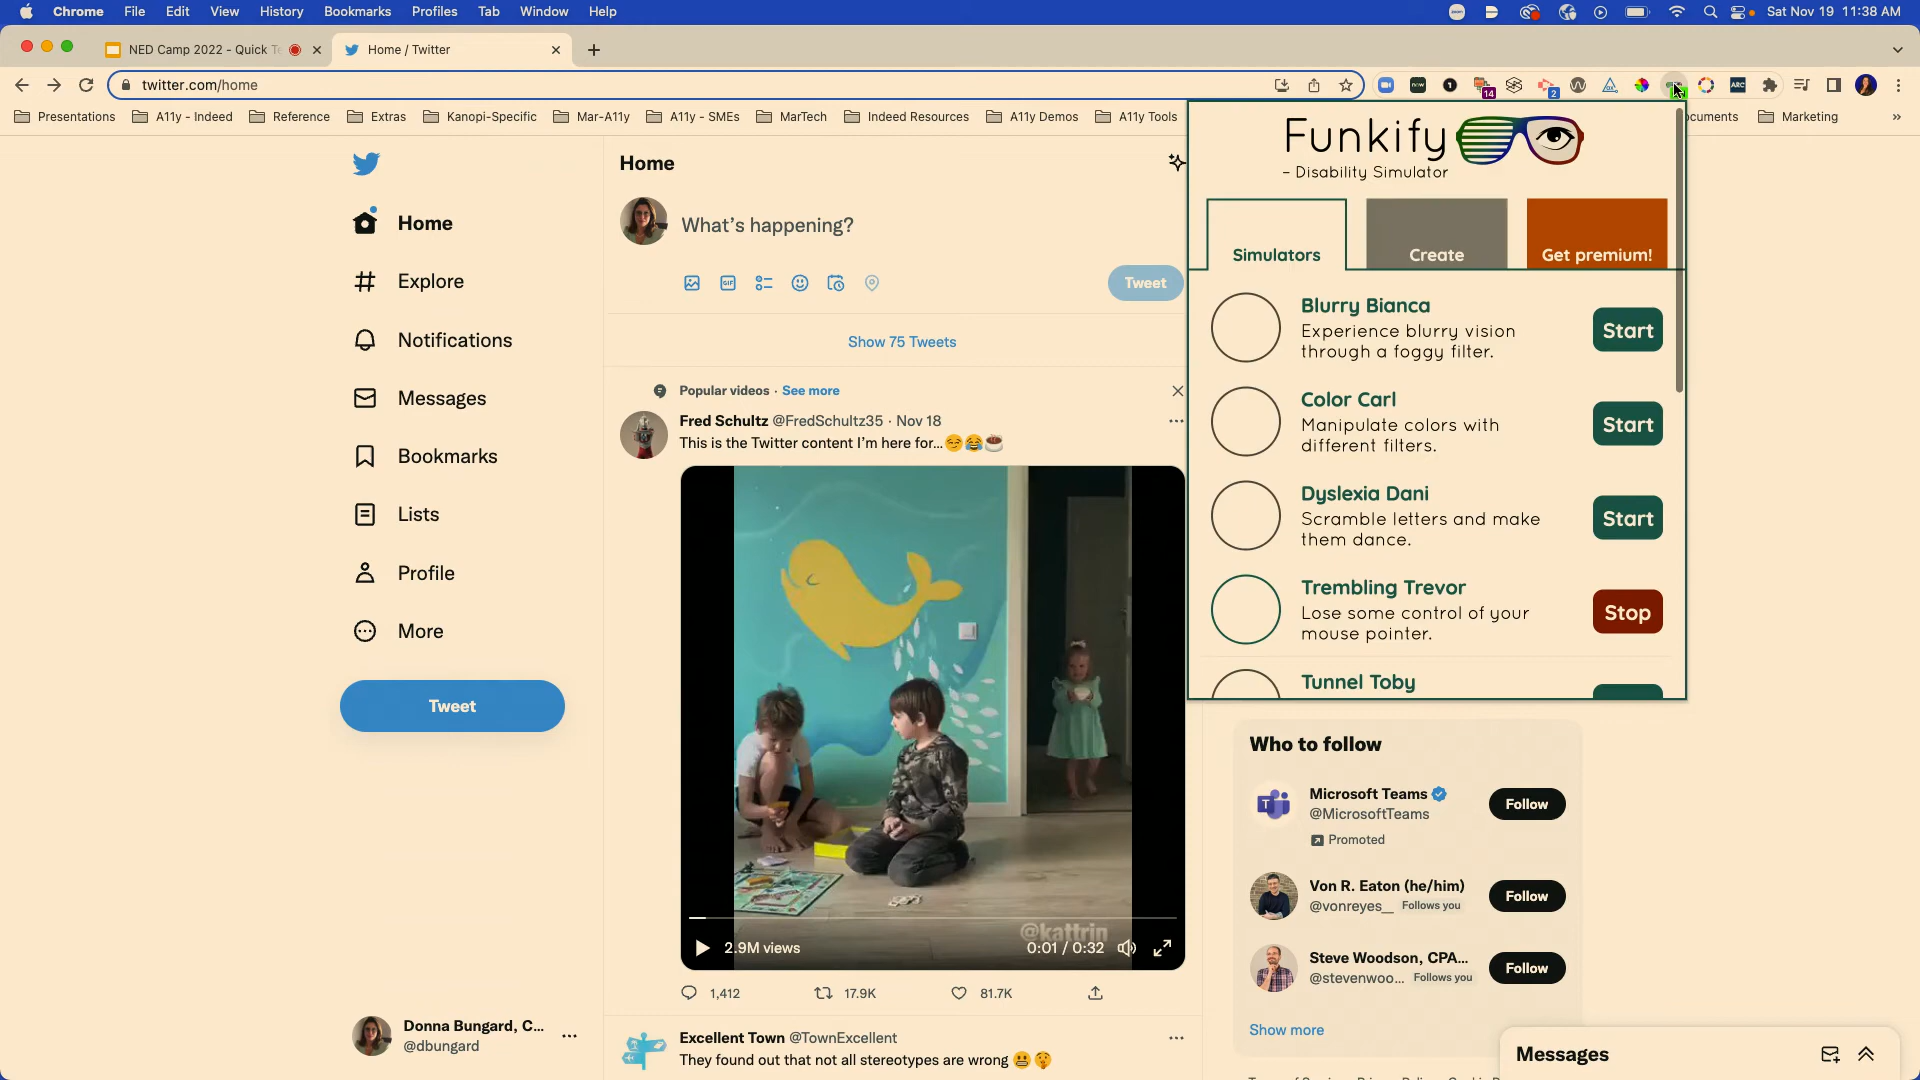 Chrome File Edit View History Bookmarks Profiles Tab Window Help
Sat Nov 19 11:38 AM
NED Camp 2022 - Quick
Home / Twitter
twitter.com/home
14
2
ARC
Presentations A11y - Indeed Reference Extras Kanopi-Specific Mar-A11y A11y - SMEs MarTech Indeed Resources A11y Demos A11y Tools
Marketing
»
Home
Explore
Notifications
Messages
Bookmarks
Lists
Profile
More
Tweet
Donna Bungard, C...
@dbungard
Home
What's happening?
GIF
Tweet
Show 75 Tweets
Popular videos · See more
Fred Schultz @FredSchultz35 · Nov 18
This is the Twitter content I'm here for...☺️😂☕
@kattrin
2.9M views
0:01 / 0:32
1,412
17.9K
81.7K
Excellent Town @TownExcellent
They found out that not all stereotypes are wrong 😬🤫
Funkify
– Disability Simulator
Simulators
Create
Get premium!
Blurry Bianca
Experience blurry vision
through a foggy filter.
Start
Color Carl
Manipulate colors with
different filters.
Start
Dyslexia Dani
Scramble letters and make
them dance.
Start
Trembling Trevor
Lose some control of your
mouse pointer.
Stop
Tunnel Toby
Who to follow
Microsoft Teams
@MicrosoftTeams
Promoted
Follow
Von R. Eaton (he/him)
@vonreyes__ Follows you
Follow
Steve Woodson, CPA...
@stevenwoo... Follows you
Follow
Show more
Messages